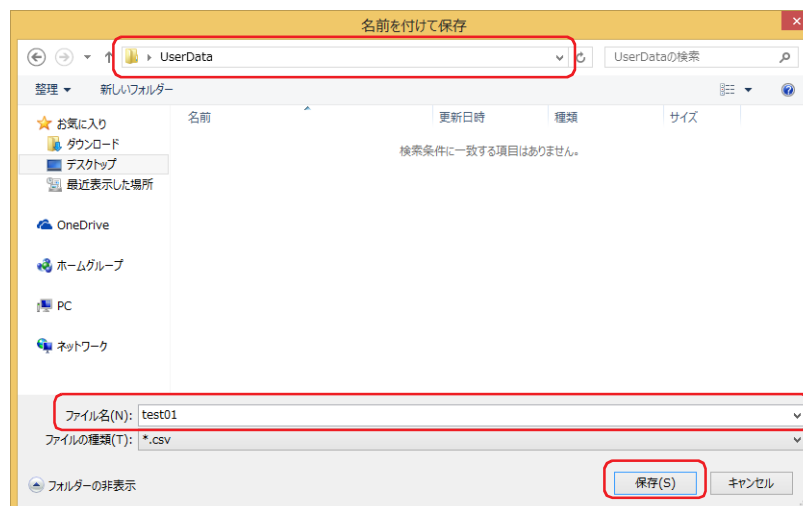 名前を付けて保存
UserData
UserDataの検索
整理 新しいフォルダー
名前 更新日時 種類 サイズ
検索条件に一致する項目はありません。
お気に入り
ダウンロード
デスクトップ
最近表示した場所
OneDrive
ホームグループ
PC
ネットワーク
ファイル名(N): test01
ファイルの種類(T): *.csv
フォルダーの非表示
保存(S) キャンセル